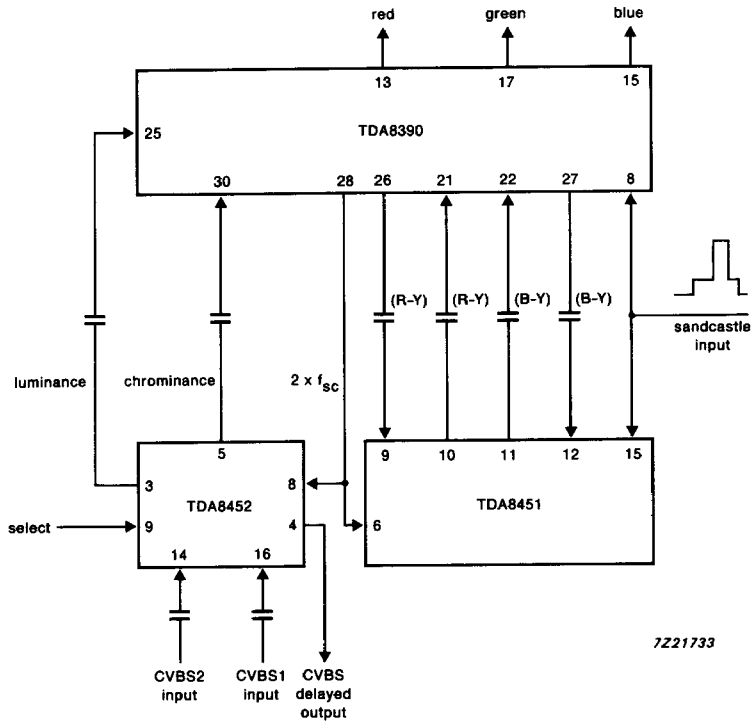 red green blue
13 17 15
25 TDA8390
30 28 26 21 22 27 8
(R-Y) (R-Y) (B-Y) (B-Y)
sandcastle
input
luminance chrominance 2 x fsc
5 9 10 11 12 15
3 8
TDA8452 TDA8451
select 9 4 6
14 16
7Z21733
CVBS2 CVBS1 CVBS
input input delayed
output